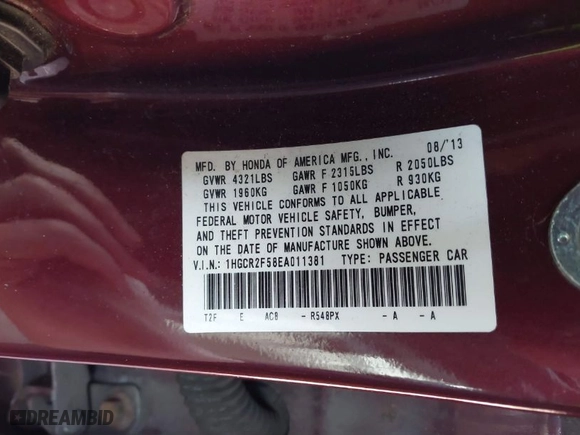 MFD. BY HONDA OF AMERICA MFG., INC. 08/'13
GVWR 4321LBS GAWR F 2315LBS R 2050LBS
GVWR 1960KG GAWR F 1050KG R 930KG
THIS VEHICLE CONFORMS TO ALL APPLICABLE
FEDERAL MOTOR VEHICLE SAFETY, BUMPER,
AND THEFT PREVENTION STANDARDS IN EFFECT
ON THE DATE OF MANUFACTURE SHOWN ABOVE.
V.I.N.: 1HGCR2F58EA011381 TYPE: PASSENGER CAR
T2F E AC8 - R548PX - A - A
DREAMBID